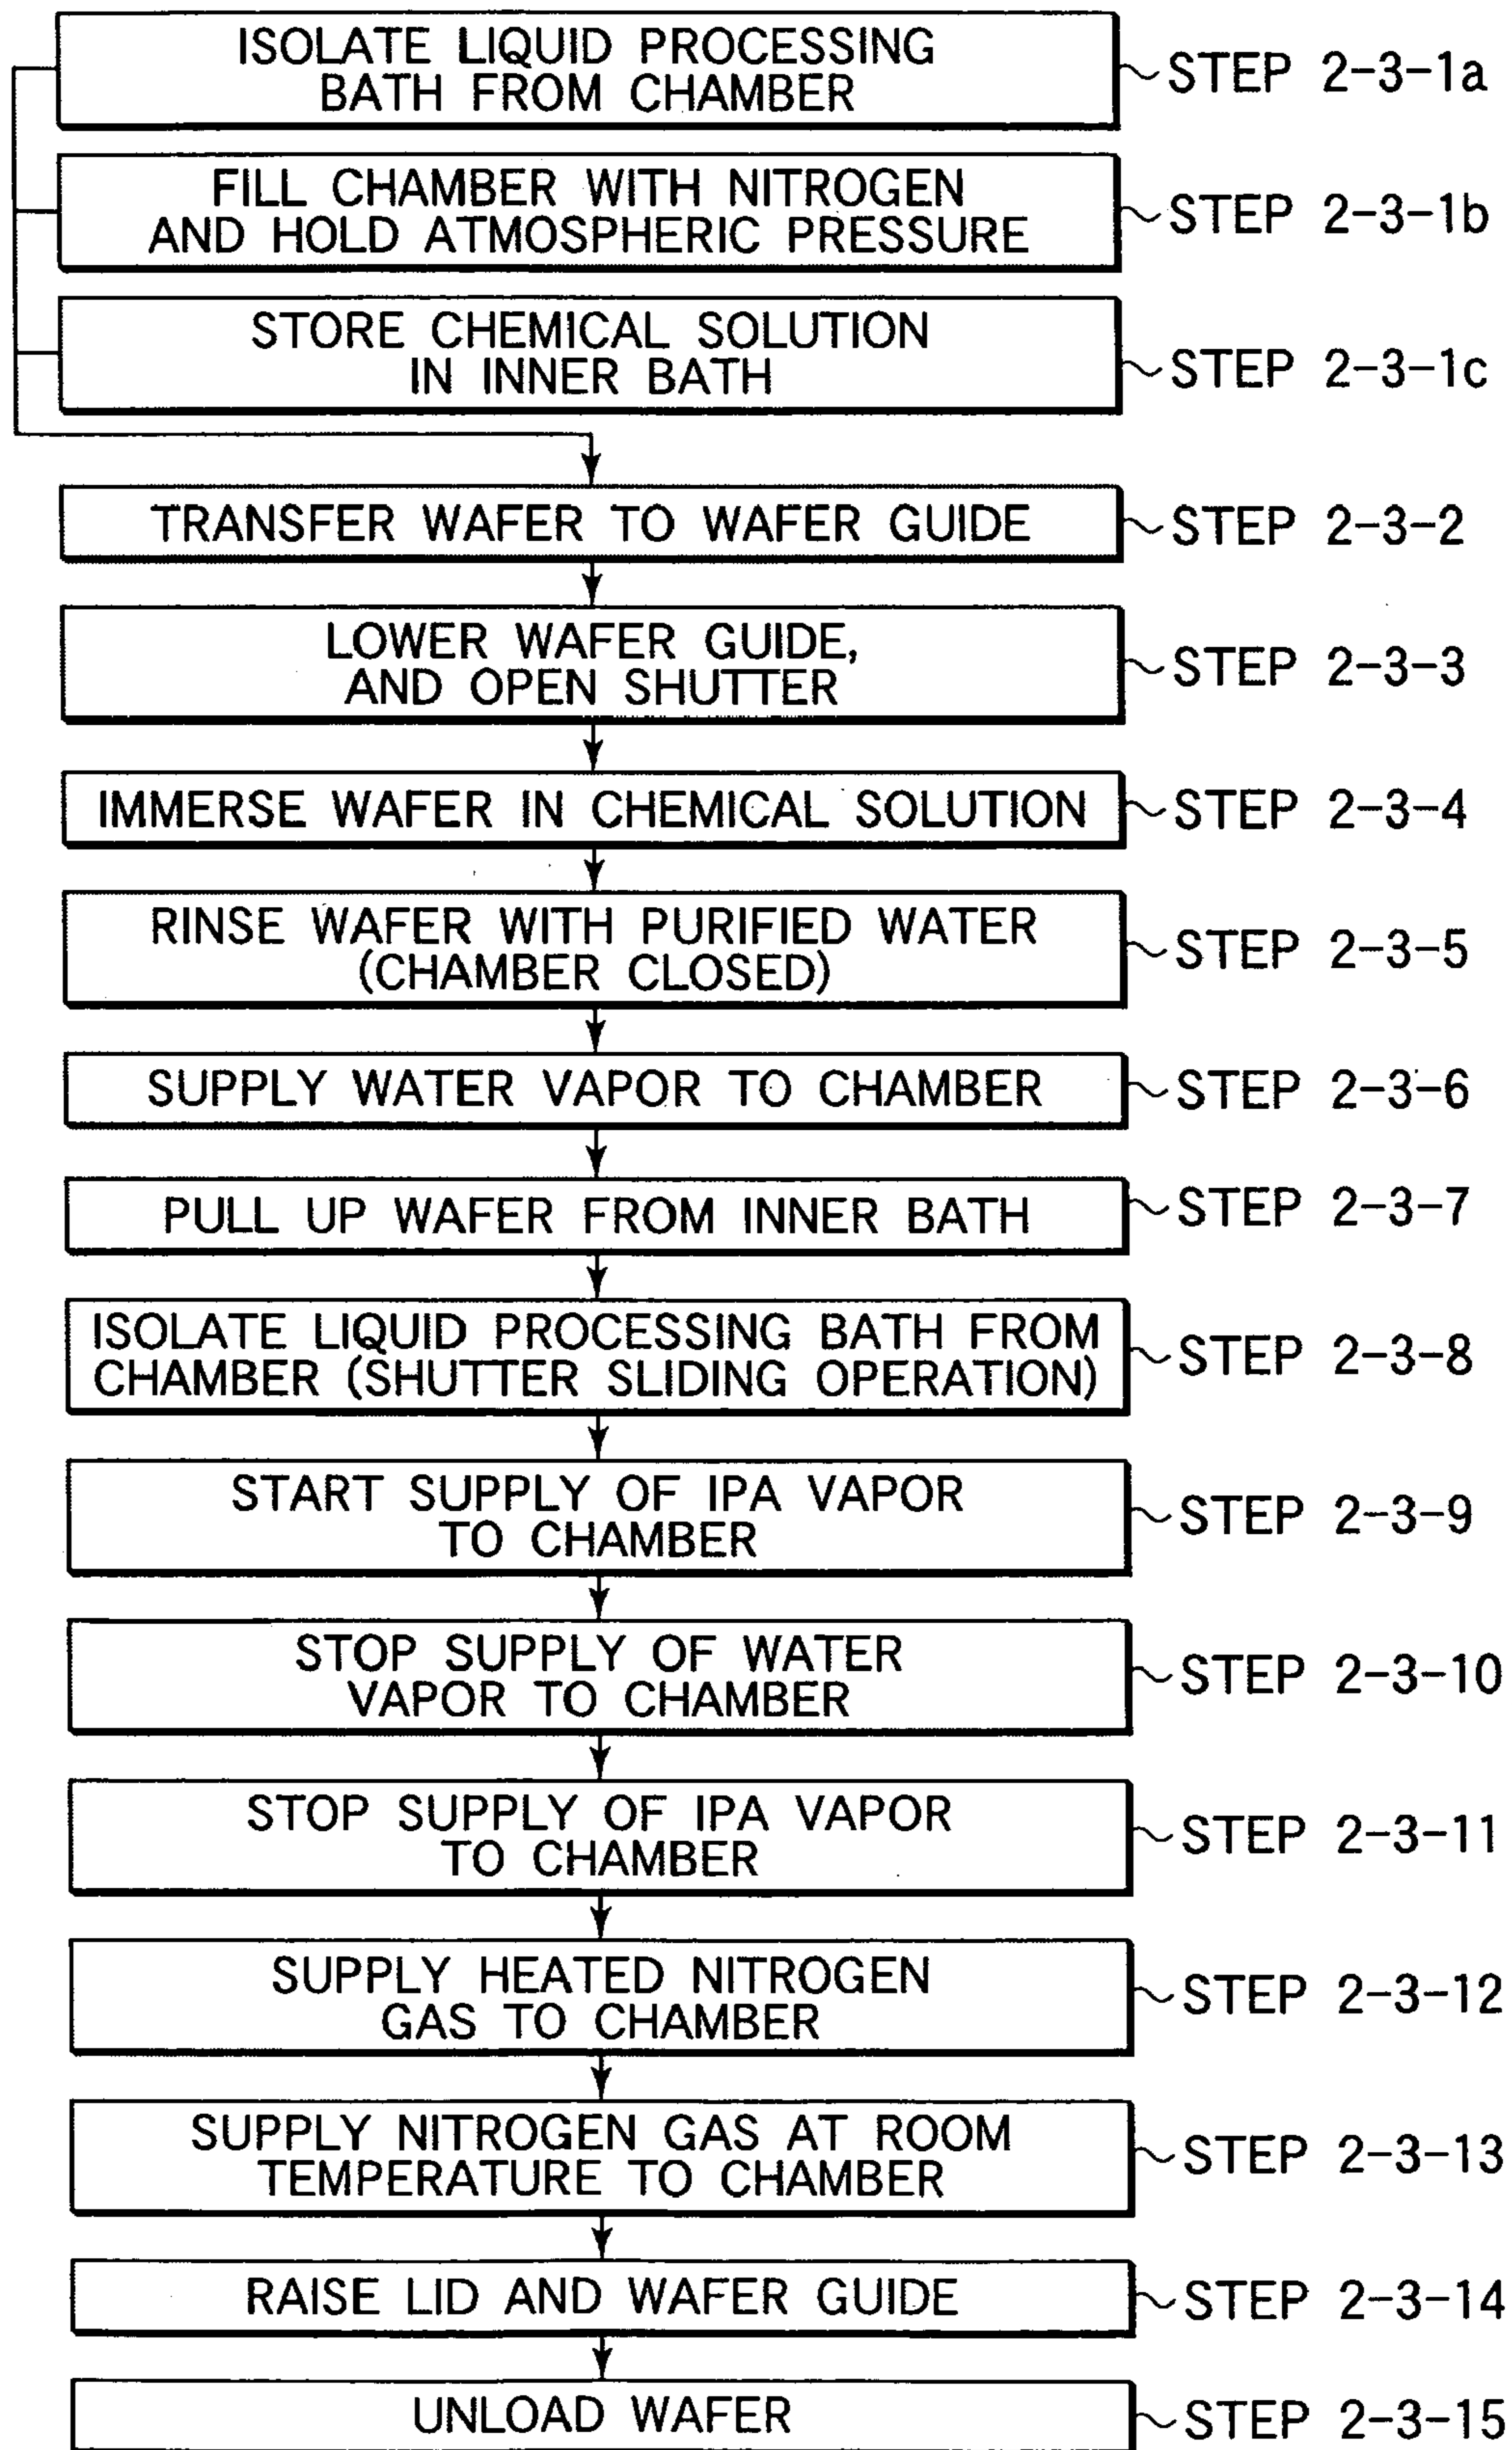 ISOLATE LIQUID PROCESSING
BATH FROM CHAMBER
STEP 2-3-1a
FILL CHAMBER WITH NITROGEN
AND HOLD ATMOSPHERIC PRESSURE
STEP 2-3-1b
STORE CHEMICAL SOLUTION
IN INNER BATH
STEP 2-3-1c
TRANSFER WAFER TO WAFER GUIDE
STEP 2-3-2
LOWER WAFER GUIDE,
AND OPEN SHUTTER
STEP 2-3-3
IMMERSE WAFER IN CHEMICAL SOLUTION
STEP 2-3-4
RINSE WAFER WITH PURIFIED WATER
(CHAMBER CLOSED)
STEP 2-3-5
SUPPLY WATER VAPOR TO CHAMBER
STEP 2-3-6
PULL UP WAFER FROM INNER BATH
STEP 2-3-7
ISOLATE LIQUID PROCESSING BATH FROM
CHAMBER (SHUTTER SLIDING OPERATION)
STEP 2-3-8
START SUPPLY OF IPA VAPOR
TO CHAMBER
STEP 2-3-9
STOP SUPPLY OF WATER
VAPOR TO CHAMBER
STEP 2-3-10
STOP SUPPLY OF IPA VAPOR
TO CHAMBER
STEP 2-3-11
SUPPLY HEATED NITROGEN
GAS TO CHAMBER
STEP 2-3-12
SUPPLY NITROGEN GAS AT ROOM
TEMPERATURE TO CHAMBER
STEP 2-3-13
RAISE LID AND WAFER GUIDE
STEP 2-3-14
UNLOAD WAFER
STEP 2-3-15